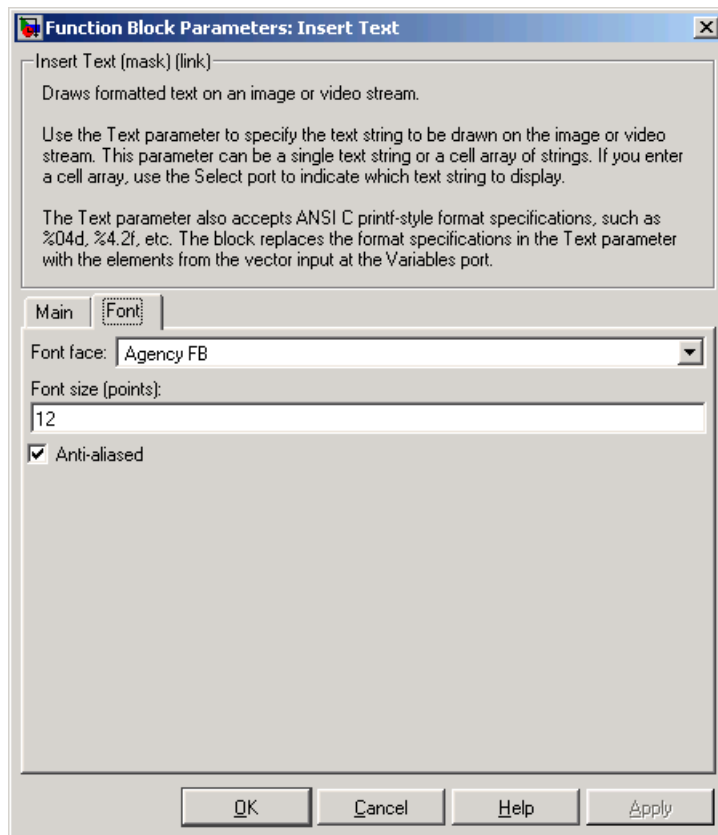 Function Block Parameters: Insert Text
Insert Text (mask) (link)
Draws formatted text on an image or video stream.
Use the Text parameter to specify the text string to be drawn on the image or video
stream. This parameter can be a single text string or a cell array of strings. If you enter
a cell array, use the Select port to indicate which text string to display.
The Text parameter also accepts ANSI C printf-style format specifications, such as
%04d, %4.2f, etc. The block replaces the format specifications in the Text parameter
with the elements from the vector input at the Variables port.
Main Font
Font face: Agency FB
Font size (points):
12
Anti-aliased
OK Cancel Help Apply